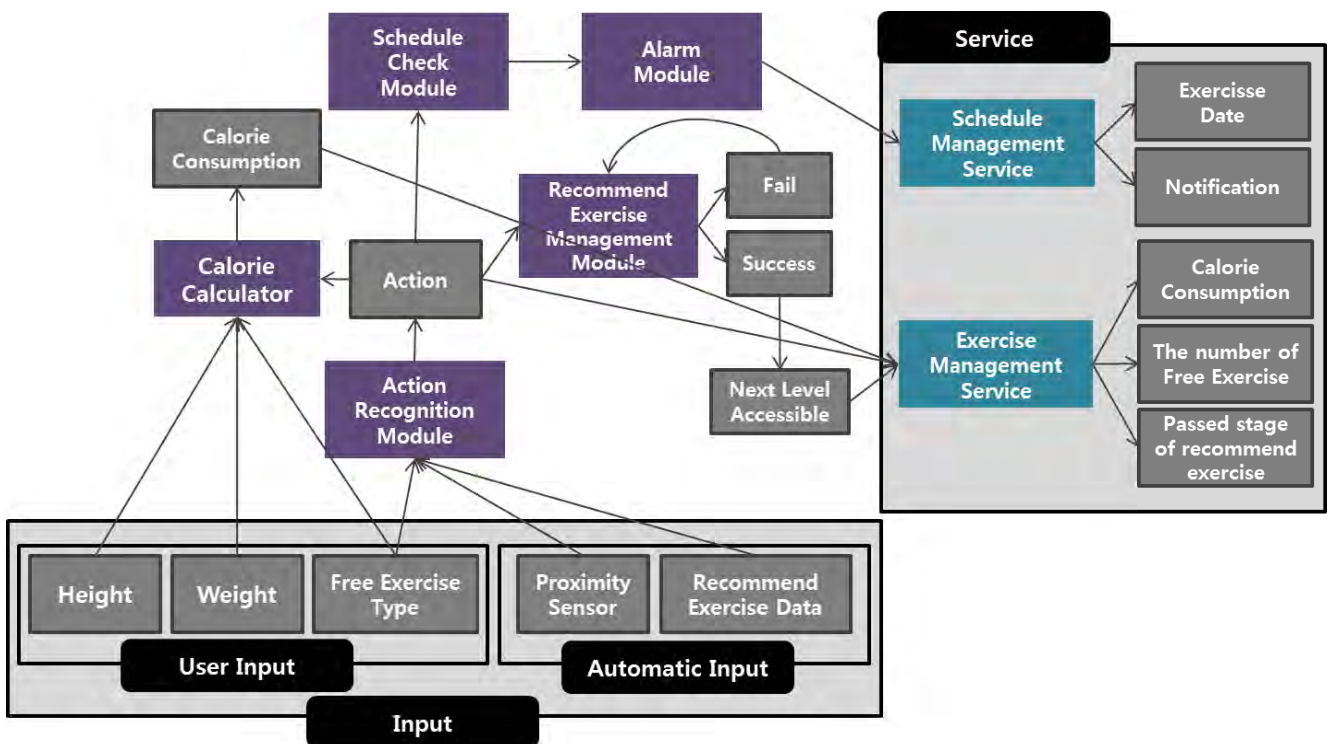 Schedule
Check
Module
Alarm
Module
Service
Calorie
Consumption
Recommend
Exercise
Management
Module
Fail
Success
Schedule
Management
Service
Exercisse
Date
Notification
Calorie
Calculator
Action
Calorie
Consumption
Exercise
Management
Service
The number of
Free Exercise
Passed stage
of recommend
exercise
Next Level
Accessible
Action
Recognition
Module
Height
Weight
Free Exercise
Type
Proximity
Sensor
Recommend
Exercise Data
User Input
Automatic Input
Input